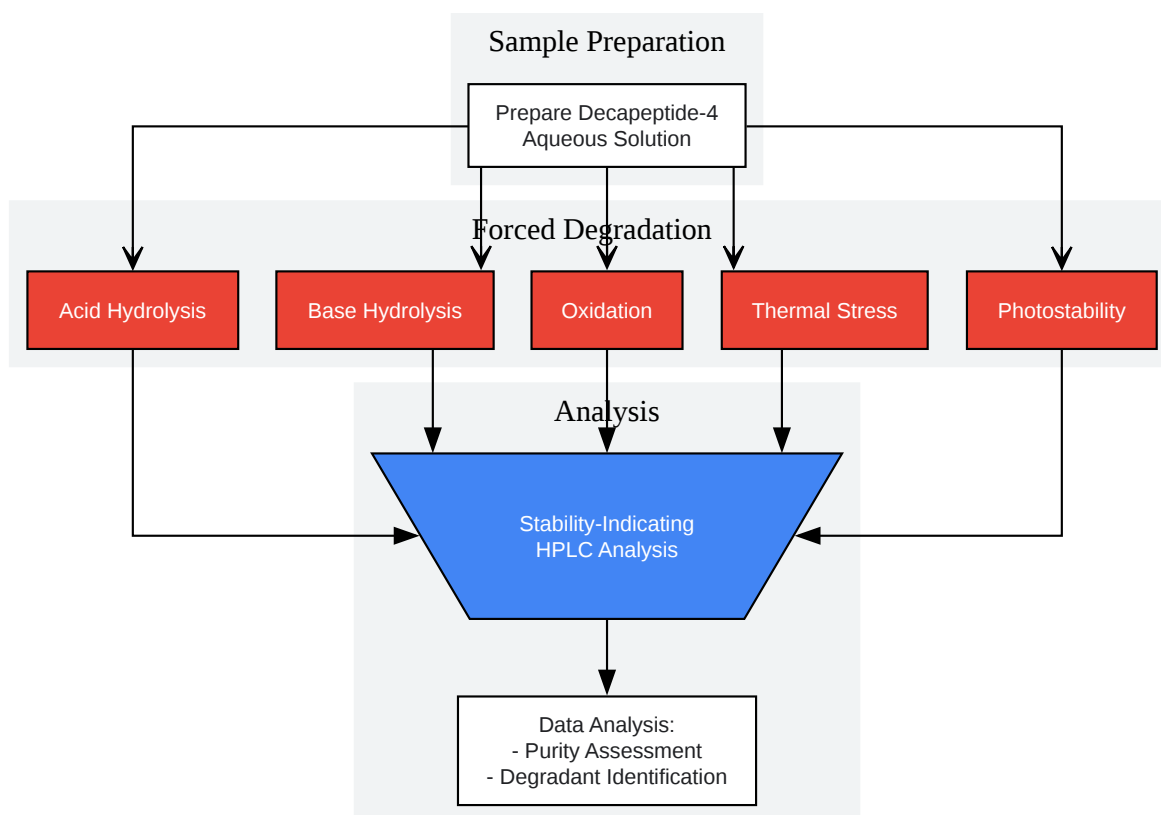 Sample Preparation
Prepare Decapeptide-4
Aqueous Solution
Forced Degradation
Acid Hydrolysis
Base Hydrolysis
Oxidation
Thermal Stress
Photostability
Analysis
Stability-Indicating
HPLC Analysis
Data Analysis:
- Purity Assessment
- Degradant Identification